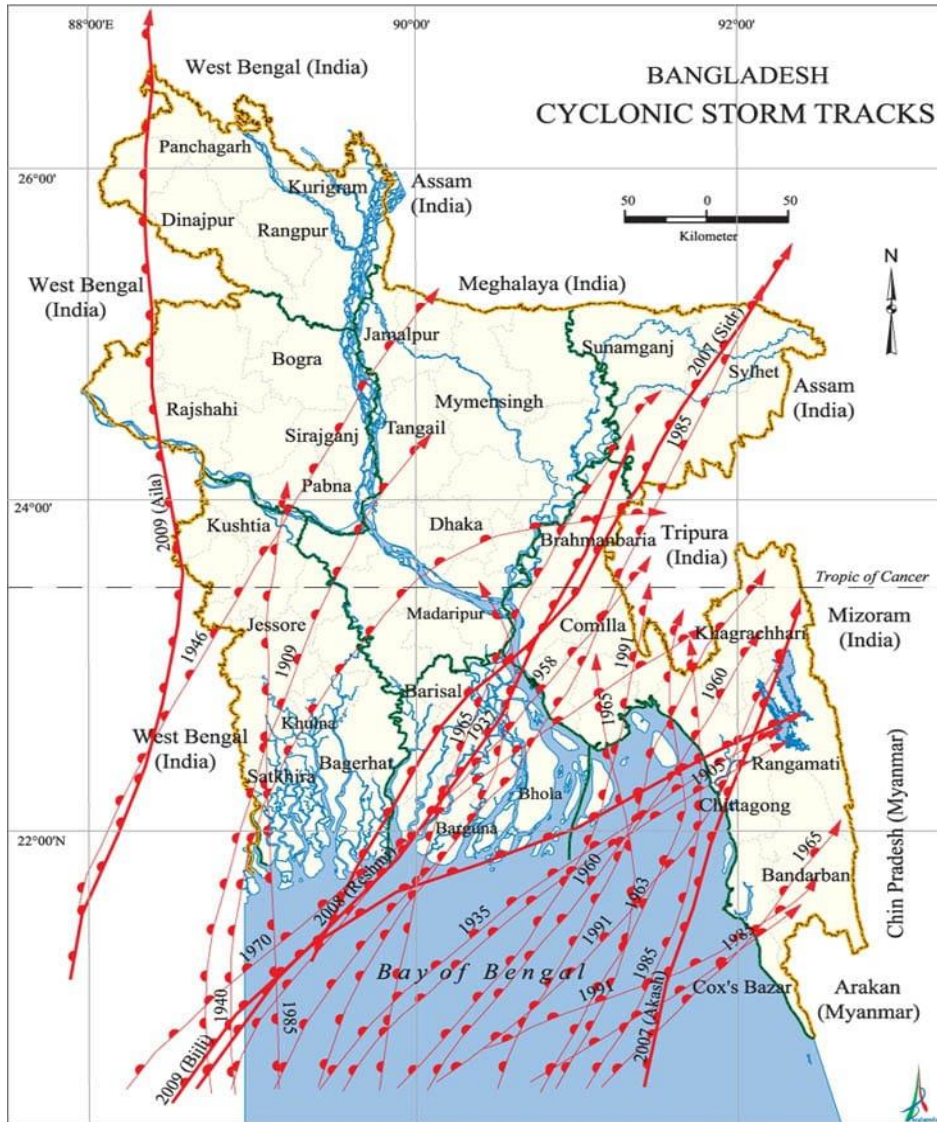 88°00'E
90°00'
92°00'
West Bengal (India)
BANGLADESH
CYCLONIC STORM TRACKS
Panchagarh
26°00'
Kurigram
Assam
(India)
50 0 50
Kilometer
Dinajpur
Rangpur
N
West Bengal
(India)
Meghalaya (India)
Jamalpur
2007 (Sidr)
Sunamganj
Bogra
Sylhet
Assam
(India)
Rajshahi
Mymensingh
Sirajganj
Tangail
1985
Pabna
24°00'
2009 (Aila)
Kushtia
Dhaka
Brahmanbaria
Tripura
(India)
Tropic of Cancer
Madaripur
Jessore
Comilla
Khagrachhari
Mizoram
(India)
1946
1909
1991
1958
1960
Barisal
1965
1965
Khulna
West Bengal
(India)
Bagerhat
Satkhira
Rangamati
Bhola
Chittagong
22°00'N
Barguna
1965
2008 (Reshmi)
1960
Bandarban
Chin Pradesh (Myanmar)
1963
1935
1991
1970
Bay of Bengal
1985
1991
Cox's Bazar
Arakan
(Myanmar)
1940
1985
2007 (Akash)
2009 (Bijli)